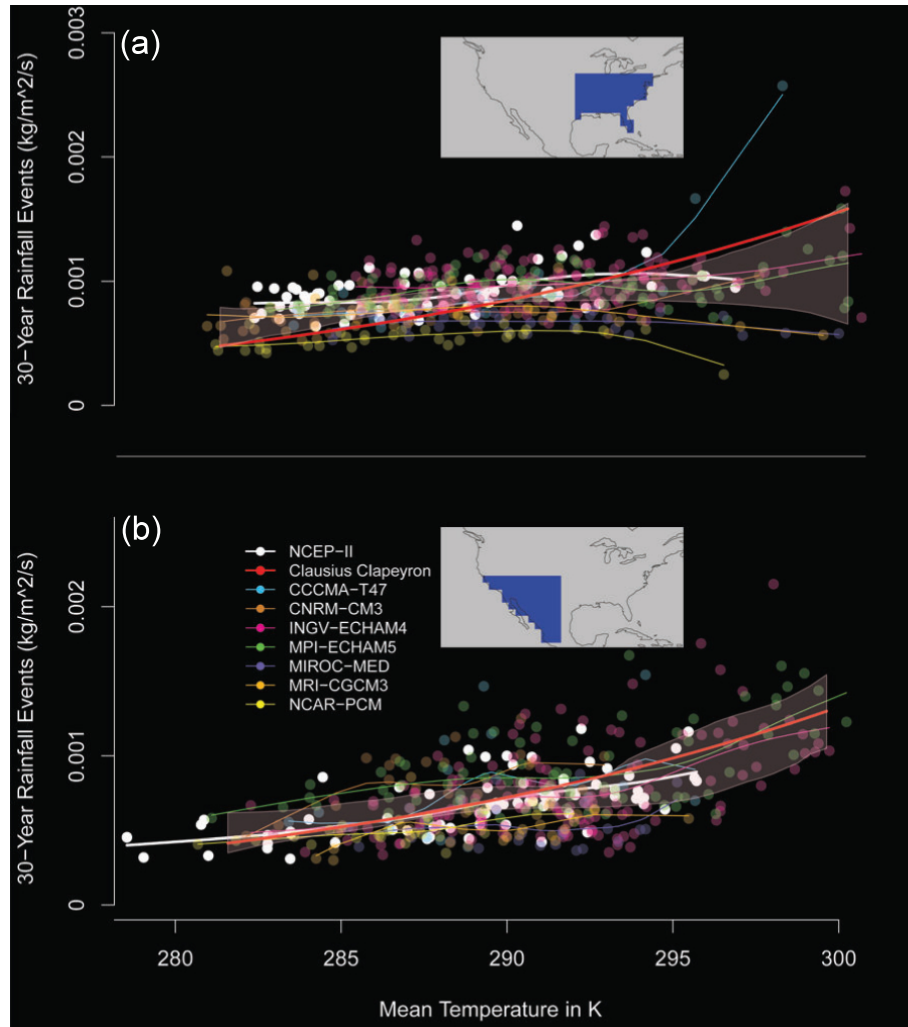 (a)
30−Year Rainfall Events (kg/m^2/s)
0.003
0.002
0.001
0
(b)
30−Year Rainfall Events (kg/m^2/s)
0.002
0.001
0
NCEP−II
Clausius Clapeyron
CCCMA−T47
CNRM−CM3
INGV−ECHAM4
MPI−ECHAM5
MIROC−MED
MRI−CGCM3
NCAR−PCM
280 285 290 295 300
Mean Temperature in K